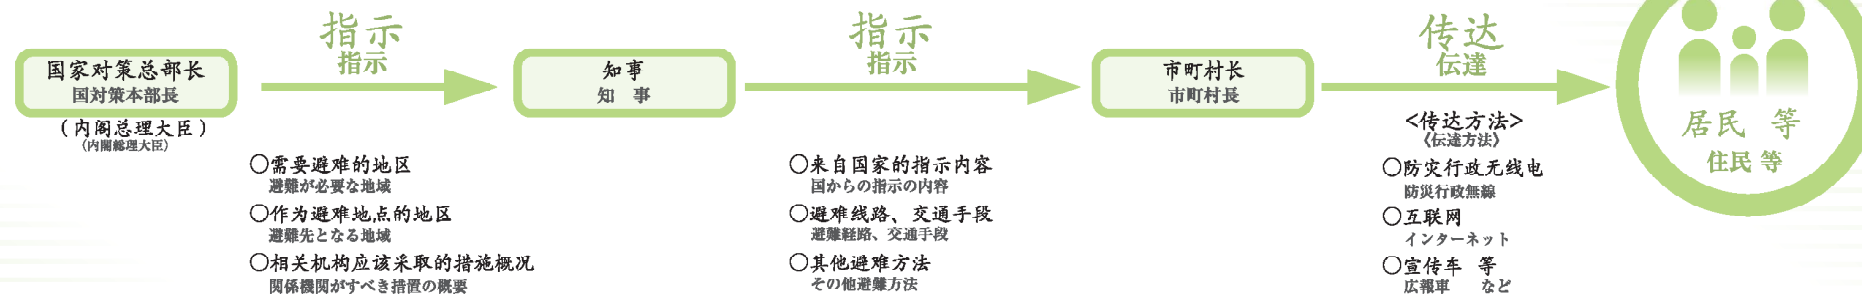 国家对策总部长
国対策本部長
（内阁总理大臣）
（内閣総理大臣）
指示
指示
○需要避难的地区
避難が必要な地域
○作为避难地点的地区
避難先となる地域
○相关机构应该采取的措施概况
関係機関がすべき措置の概要
知事
知　事
指示
指示
○来自国家的指示内容
国からの指示の内容
○避难线路、交通手段
避難経路、交通手段
○其他避难方法
その他避難方法
市町村长
市町村長
传达
伝達
<传达方法>
〈伝達方法〉
○防灾行政无线电
防災行政無線
○互联网
インターネット
○宣传车　等
広報車　など
居民　等
住民 等